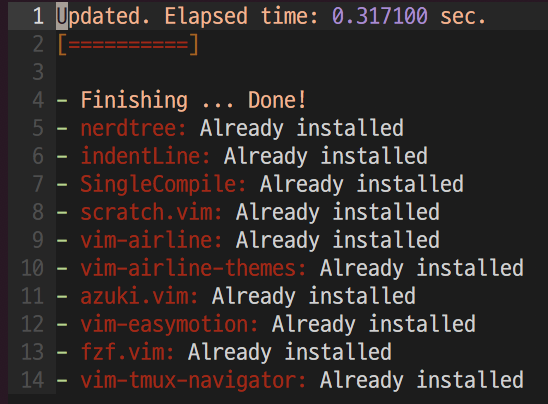 1 Updated. Elapsed time: 0.317100 sec.
2 [==========]
3
4 - Finishing ... Done!
5 - nerdtree: Already installed
6 - indentLine: Already installed
7 - SingleCompile: Already installed
8 - scratch.vim: Already installed
9 - vim-airline: Already installed
10 - vim-airline-themes: Already installed
11 - azuki.vim: Already installed
12 - vim-easymotion: Already installed
13 - fzf.vim: Already installed
14 - vim-tmux-navigator: Already installed